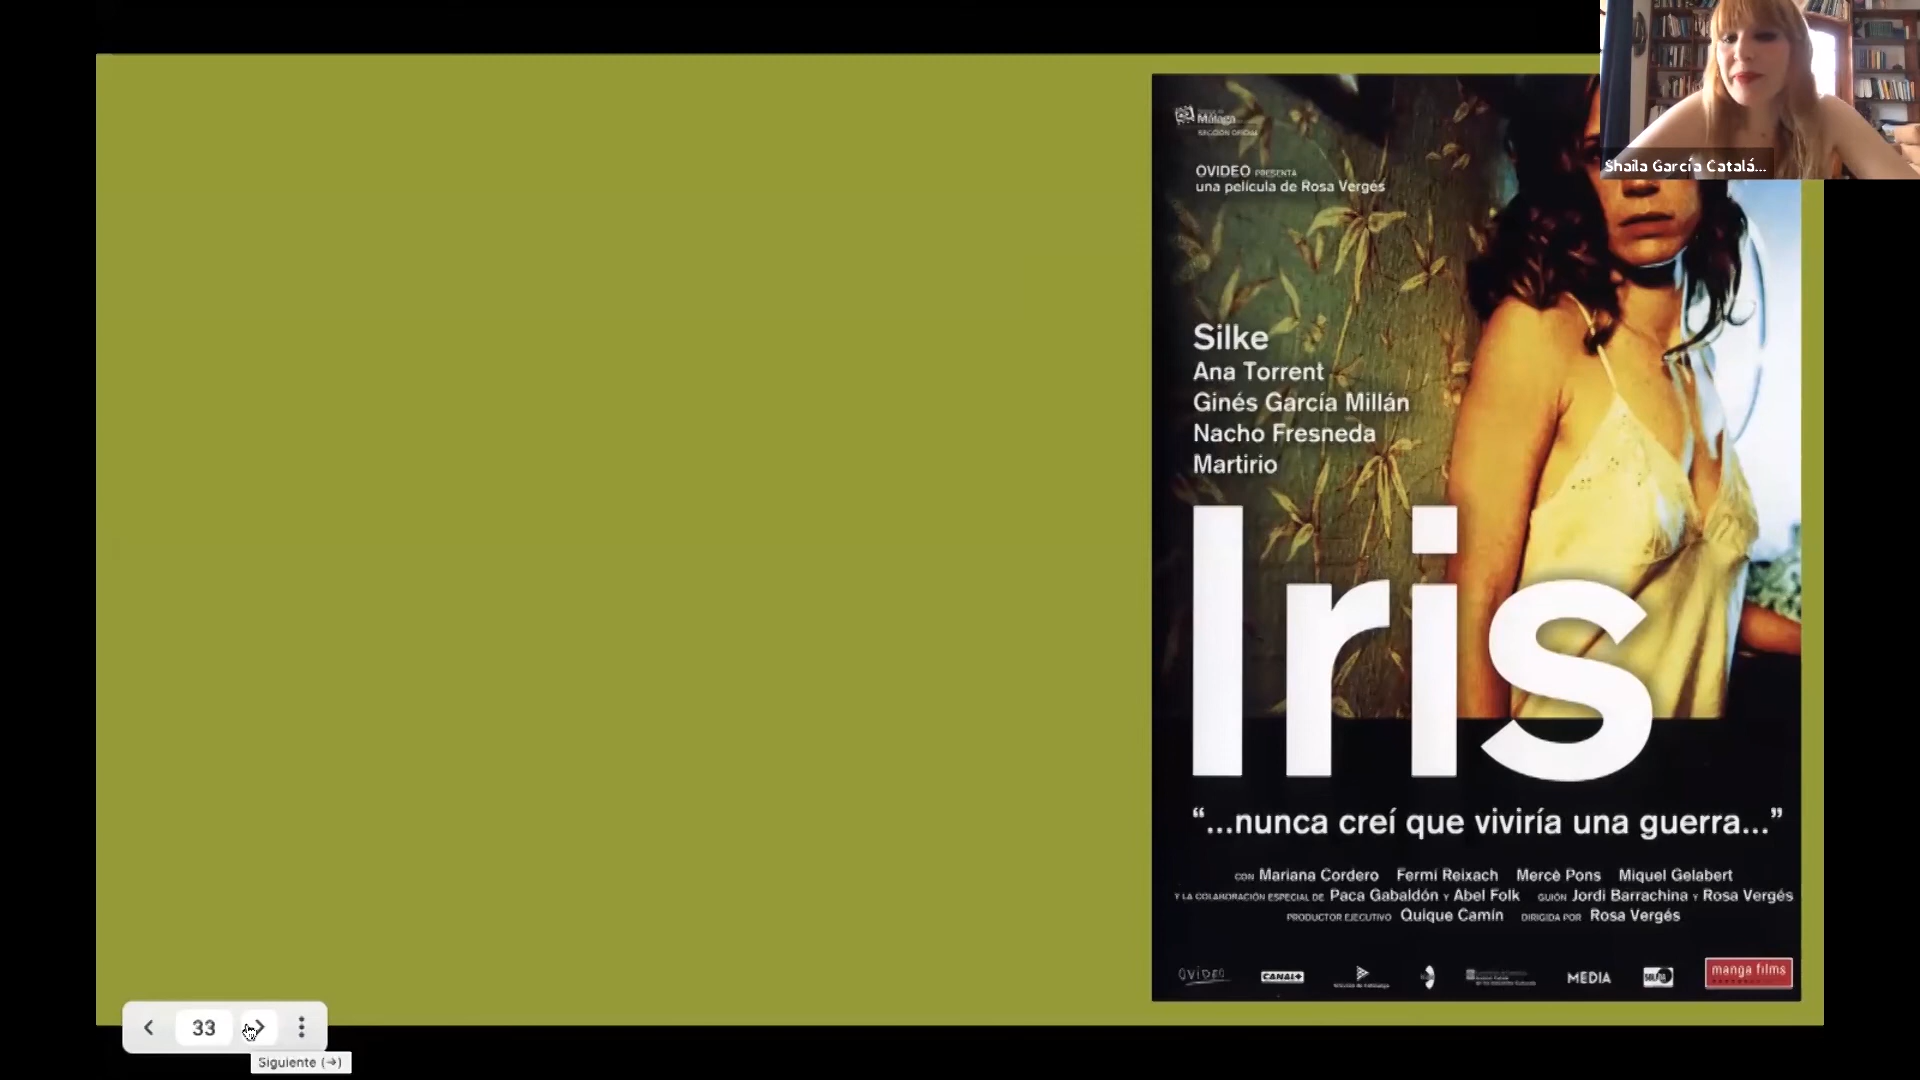 Shaila García Catalá...
Málaga
SECCIÓN OFICIAL
OVIDEO PRESENTA
una película de Rosa Vergés
Silke
Ana Torrent
Ginés García Millán
Nacho Fresneda
Martirio
Iris
“...nunca creí que viviría una guerra...”
CON Mariana Cordero Fermí Reixach Mercè Pons Miquel Gelabert
Y LA COLABORACIÓN ESPECIAL DE Paca Gabaldón Y Abel Folk GUIÓN Jordi Barrachina Y Rosa Vergés
PRODUCTOR EJECUTIVO Quique Camín DIRIGIDA POR Rosa Vergés
OVIDEO CANAL+ MEDIA manga films
33
Siguiente (→)